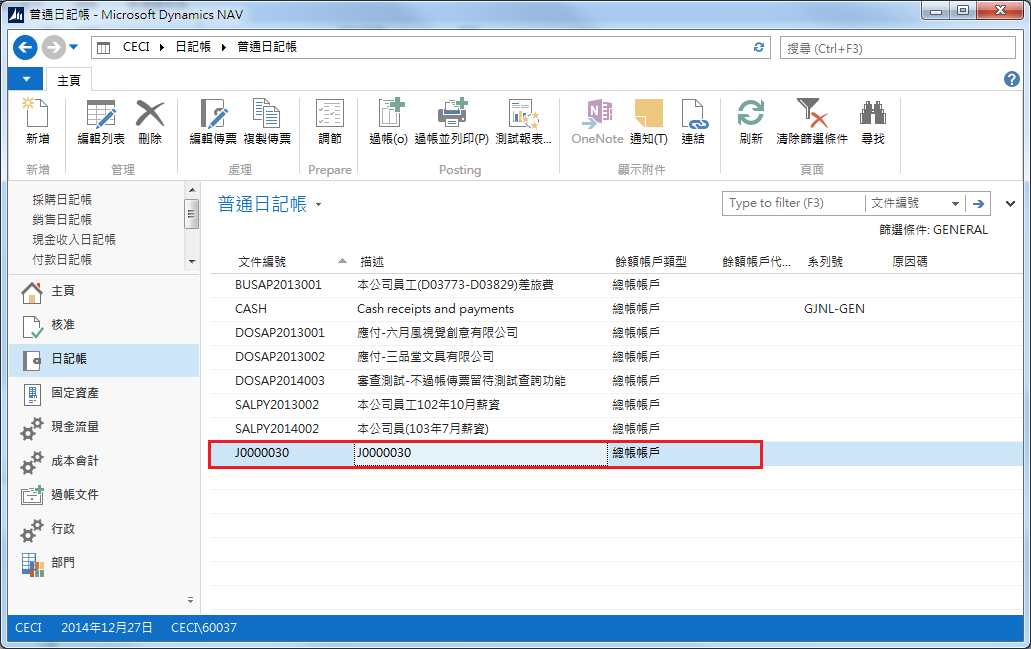 普通日記帳 - Microsoft Dynamics NAV
CECI 日記帳 普通日記帳
搜尋 (Ctrl+F3)
主頁
新增 編輯列表 刪除 編輯傳票 複製傳票 調節 過帳(o) 過帳並列印(P) 測試報表... OneNote 通知(T) 連結 刷新 清除篩選條件 尋找
新增 管理 處理 Prepare Posting 顯示附件 頁面
採購日記帳
銷售日記帳
現金收入日記帳
付款日記帳
主頁
核准
日記帳
固定資產
現金流量
成本會計
過帳文件
行政
部門
普通日記帳
Type to filter (F3) 文件編號
篩選條件: GENERAL
文件編號 描述 餘額帳戶類型 餘額帳戶代... 系列號 原因碼
BUSAP2013001 本公司員工(D03773-D03829)差旅費 總帳帳戶
CASH Cash receipts and payments 總帳帳戶 GJNL-GEN
DOSAP2013001 應付-六月風視覺創意有限公司 總帳帳戶
DOSAP2013002 應付-三品堂文具有限公司 總帳帳戶
DOSAP2014003 審查測試-不過帳傳票留待測試查詢功能 總帳帳戶
SALPY2013002 本公司員工102年10月薪資 總帳帳戶
SALPY2014002 本公司員(103年7月薪資) 總帳帳戶
J0000030 J0000030 總帳帳戶
CECI 2014年12月27日 CECI\60037